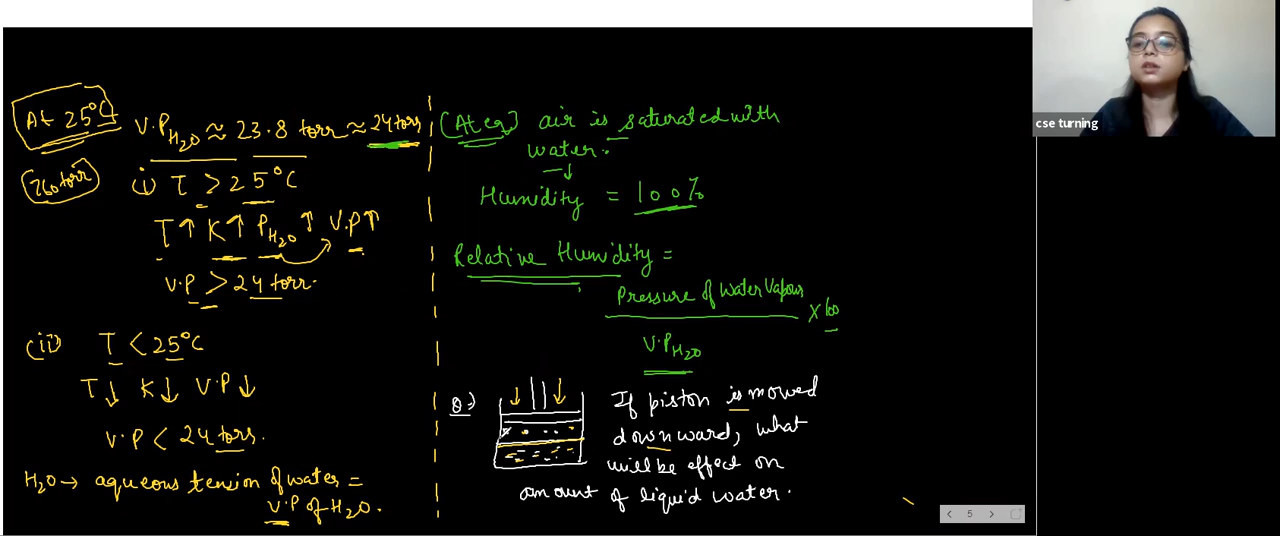 At 25°C
V.P H2O ≈ 23.8 torr ≈ 24 torr
760 torr
(i) T > 25°C
T↑ K↑ P H2O ↑ V.P↑
V.P > 24 torr.
(ii) T < 25°C
T↓ K↓ V.P↓
V.P < 24 torr.
H2O → aqueous tension of water =
V.P of H2O.
(At eq) air is saturated with
water.
Humidity = 100%
Relative Humidity =
Pressure of Water Vapour
× 100
V.P H2O
Q:) If piston is mowed
downward, what
will be effect on
amount of liquid water.
cse turning
5